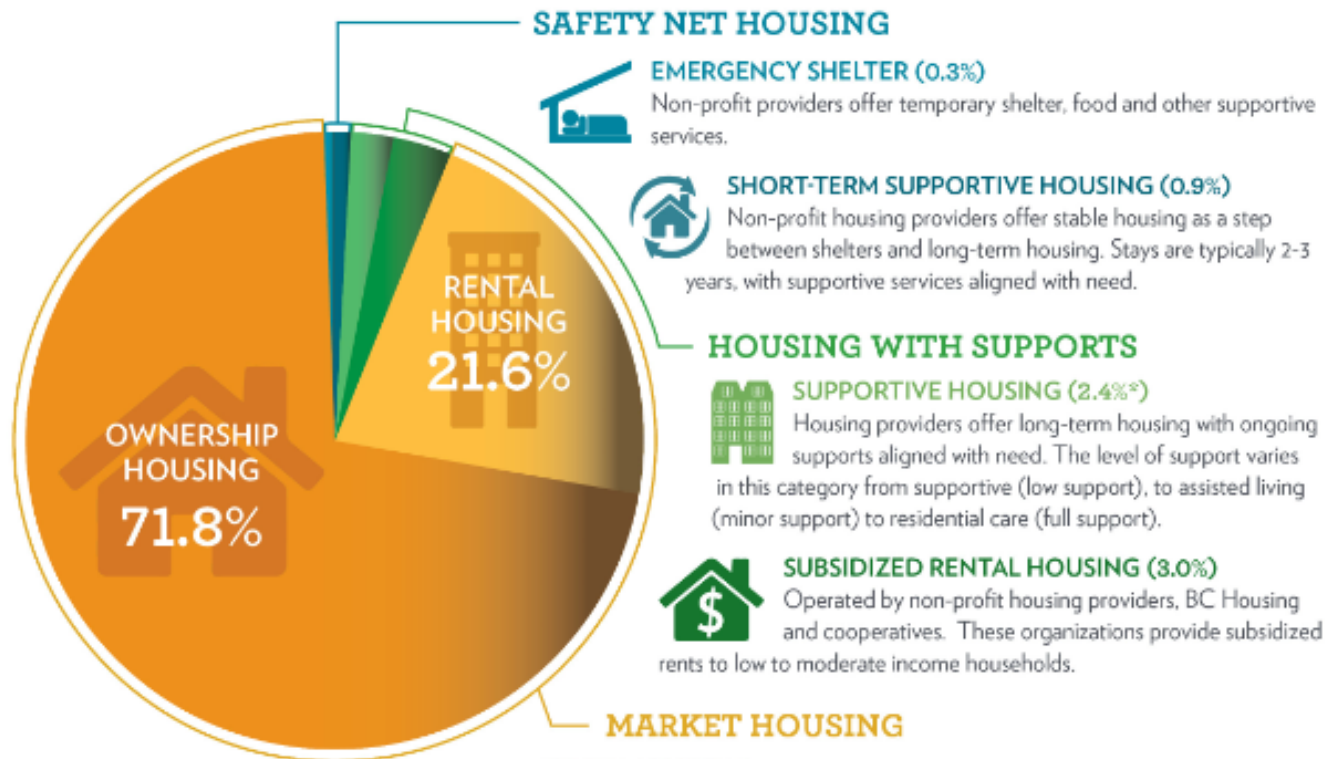 SAFETY NET HOUSING
EMERGENCY SHELTER (0.3%)
Non-profit providers offer temporary shelter, food and other supportive
services.
SHORT-TERM SUPPORTIVE HOUSING (0.9%)
Non-profit housing providers offer stable housing as a step
between shelters and long-term housing. Stays are typically 2-3
years, with supportive services aligned with need.
RENTAL
HOUSING
21.6%
HOUSING WITH SUPPORTS
SUPPORTIVE HOUSING (2.4%*)
Housing providers offer long-term housing with ongoing
supports aligned with need. The level of support varies
in this category from supportive (low support), to assisted living
(minor support) to residential care (full support).
OWNERSHIP
HOUSING
71.8%
SUBSIDIZED RENTAL HOUSING (3.0%)
$
Operated by non-profit housing providers, BC Housing
and cooperatives. These organizations provide subsidized
rents to low to moderate income households.
MARKET HOUSING